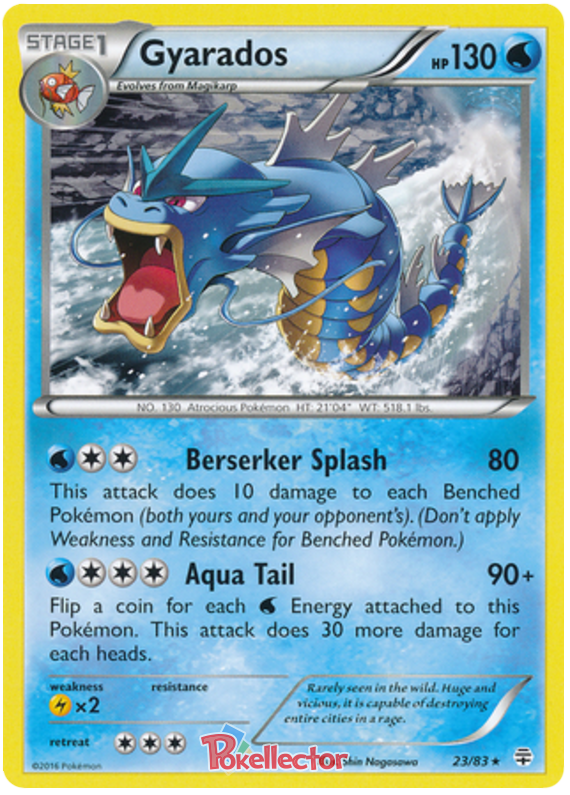 STAGE1
Gyarados
HP130
Evolves from Magikarp
NO. 130 Atrocious Pokémon HT: 21'04" WT: 518.1 lbs.
Berserker Splash 80
This attack does 10 damage to each Benched
Pokémon (both yours and your opponent's). (Don't apply
Weakness and Resistance for Benched Pokémon.)
Aqua Tail 90+
Flip a coin for each Energy attached to this
Pokémon. This attack does 30 more damage for
each heads.
weakness resistance
×2
Rarely seen in the wild. Huge and
vicious, it is capable of destroying
entire cities in a rage.
retreat
Pokellector
Shin Nagasawa
©2016 Pokémon
23/83 ★